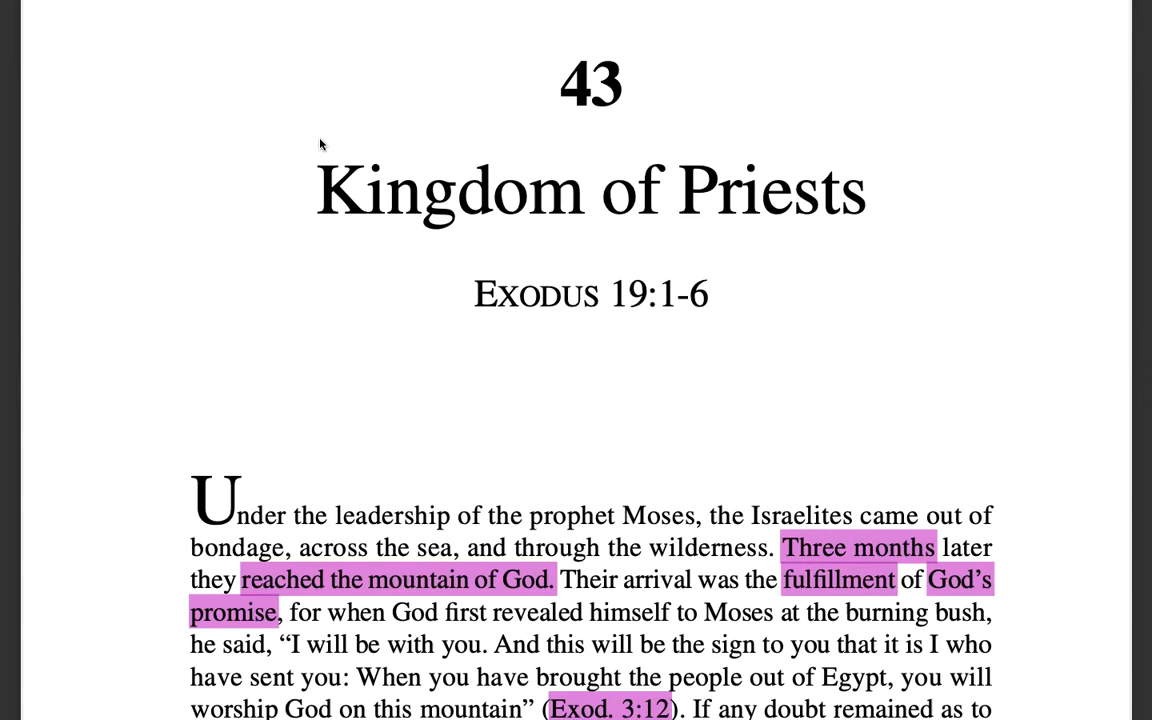 43
Kingdom of Priests
EXODUS 19:1-6
Under the leadership of the prophet Moses, the Israelites came out of
bondage, across the sea, and through the wilderness. Three months later
they reached the mountain of God. Their arrival was the fulfillment of God’s
promise, for when God first revealed himself to Moses at the burning bush,
he said, “I will be with you. And this will be the sign to you that it is I who
have sent you: When you have brought the people out of Egypt, you will
worship God on this mountain” (Exod. 3:12). If any doubt remained as to